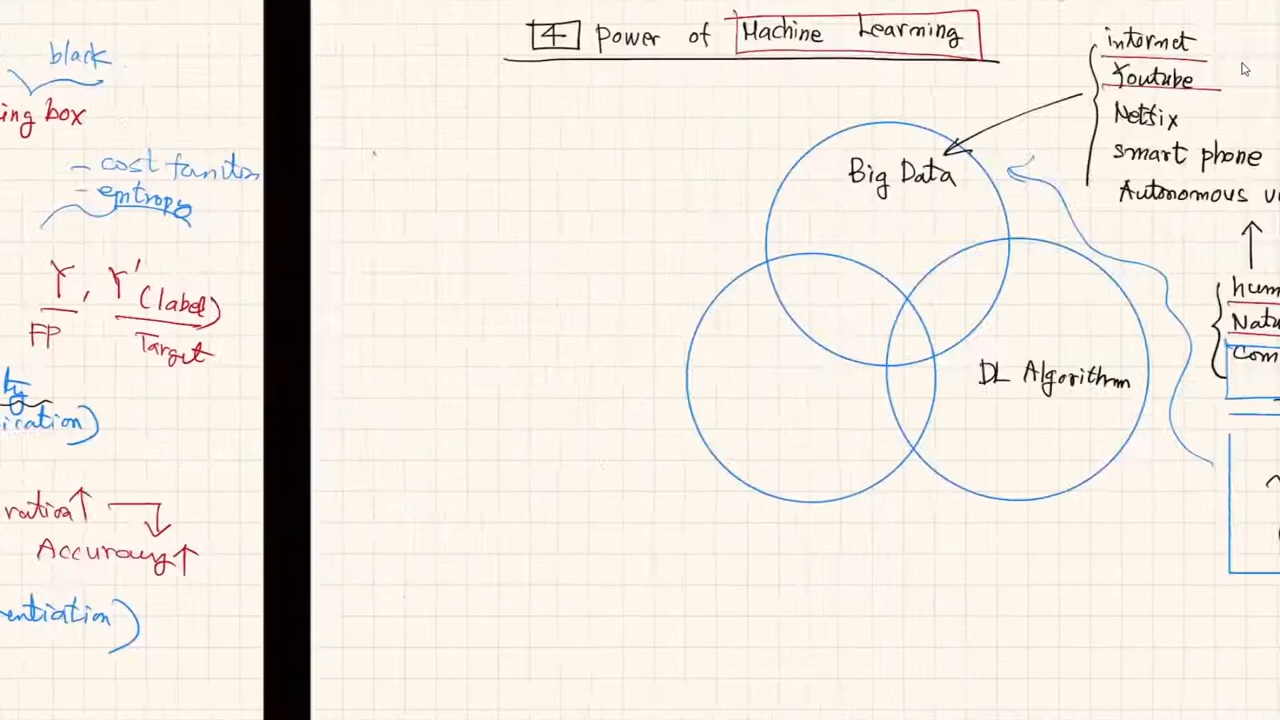 black
ing box
- cost function
- entropy
Y, Y' (label)
FP Target
ication)
ration↑
Accuracy↑
entiation)
4 Power of Machine Learning
internet
Youtube
Netfix
smart phone
Autonomous
Big Data
DL Algorithm
hum
Natu
com